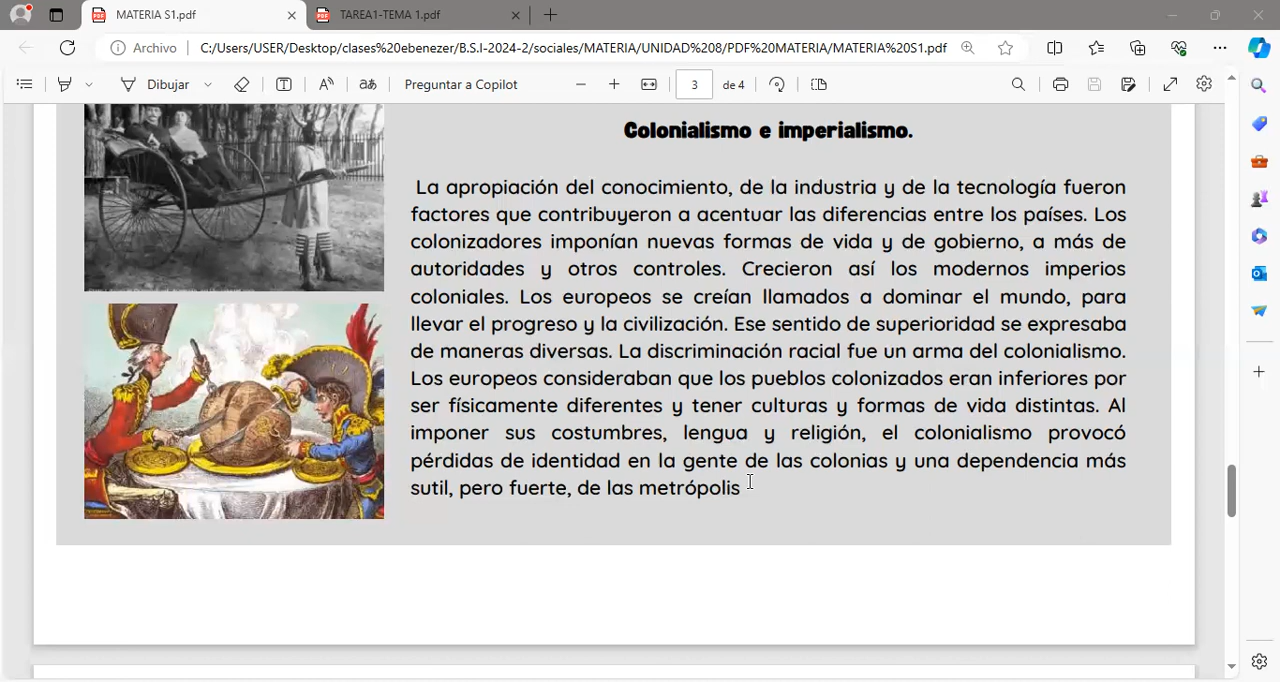 MATERIA S1.pdf
TAREA1-TEMA 1.pdf
Archivo
C:/Users/USER/Desktop/clases%20ebenezer/B.S.I-2024-2/sociales/MATERIA/UNIDAD%208/PDF%20MATERIA/MATERIA%20S1.pdf
Dibujar
aあ
Preguntar a Copilot
3 de 4
Colonialismo e imperialismo.
La apropiación del conocimiento, de la industria y de la tecnología fueron
factores que contribuyeron a acentuar las diferencias entre los países. Los
colonizadores imponían nuevas formas de vida y de gobierno, a más de
autoridades y otros controles. Crecieron así los modernos imperios
coloniales. Los europeos se creían llamados a dominar el mundo, para
llevar el progreso y la civilización. Ese sentido de superioridad se expresaba
de maneras diversas. La discriminación racial fue un arma del colonialismo.
Los europeos consideraban que los pueblos colonizados eran inferiores por
ser físicamente diferentes y tener culturas y formas de vida distintas. Al
imponer sus costumbres, lengua y religión, el colonialismo provocó
pérdidas de identidad en la gente de las colonias y una dependencia más
sutil, pero fuerte, de las metrópolis